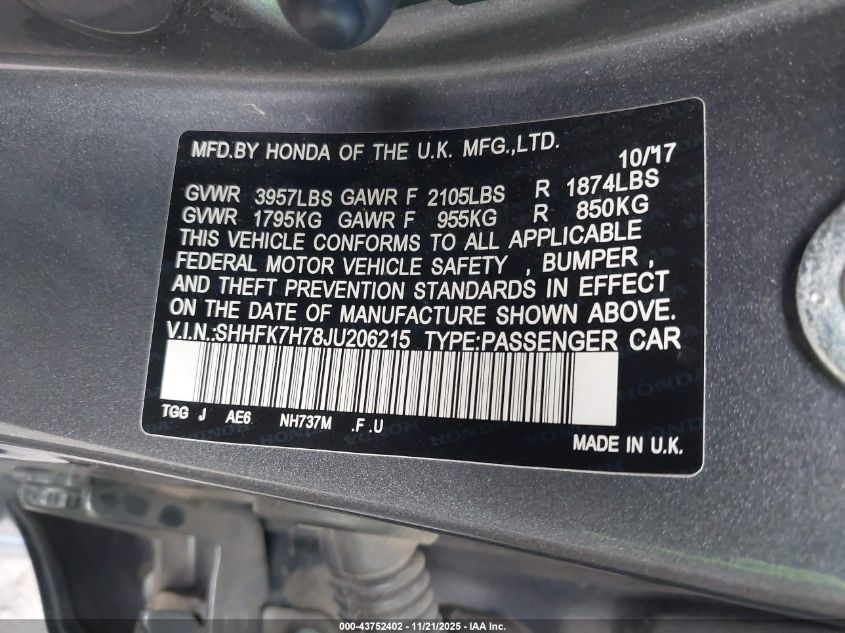 MFD.BY HONDA OF THE U.K. MFG.,LTD. 10/17
GVWR 3957LBS GAWR F 2105LBS R 1874LBS
GVWR 1795KG GAWR F 955KG R 850KG
THIS VEHICLE CONFORMS TO ALL APPLICABLE
FEDERAL MOTOR VEHICLE SAFETY , BUMPER ,
AND THEFT PREVENTION STANDARDS IN EFFECT
ON THE DATE OF MANUFACTURE SHOWN ABOVE.
V.I.N.:SHHFK7H78JU206215 TYPE:PASSENGER CAR
TGG J AE6 NH737M .F .U
MADE IN U.K.
000-43752402 - 11/21/2025 - IAA Inc.